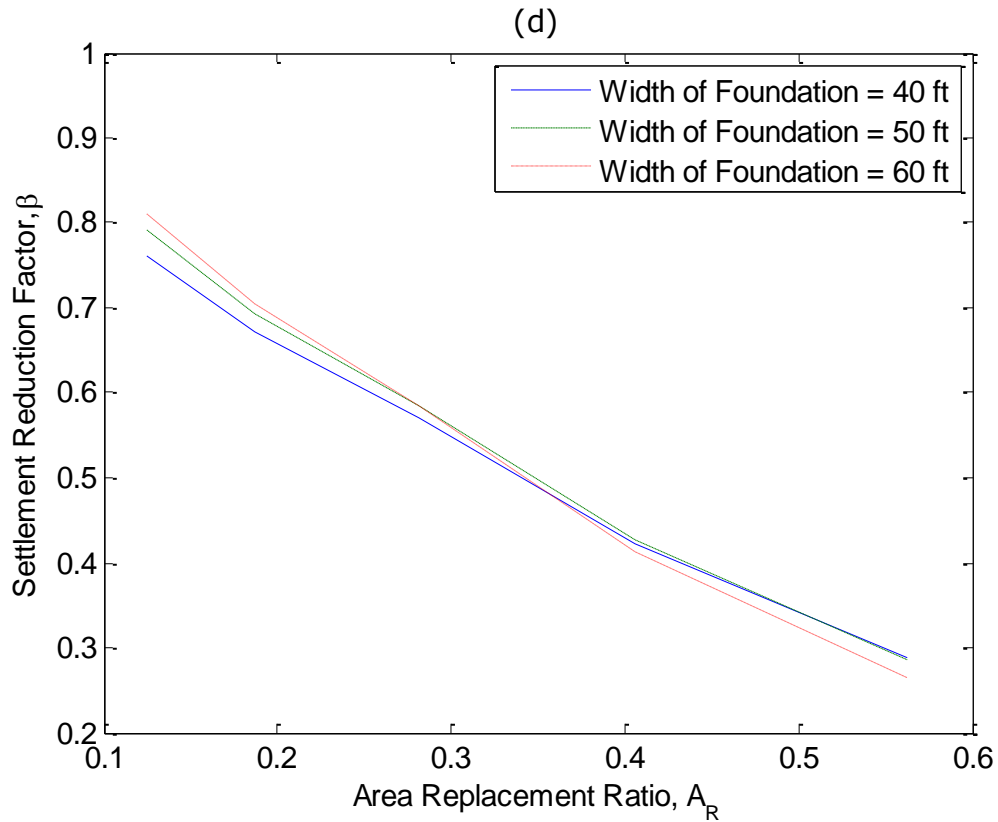 (d)
Width of Foundation = 40 ft
Width of Foundation = 50 ft
Width of Foundation = 60 ft
Settlement Reduction Factor,β
1
0.9
0.8
0.7
0.6
0.5
0.4
0.3
0.2
0.1
0.2
0.3
0.4
0.5
0.6
Area Replacement Ratio, A_R